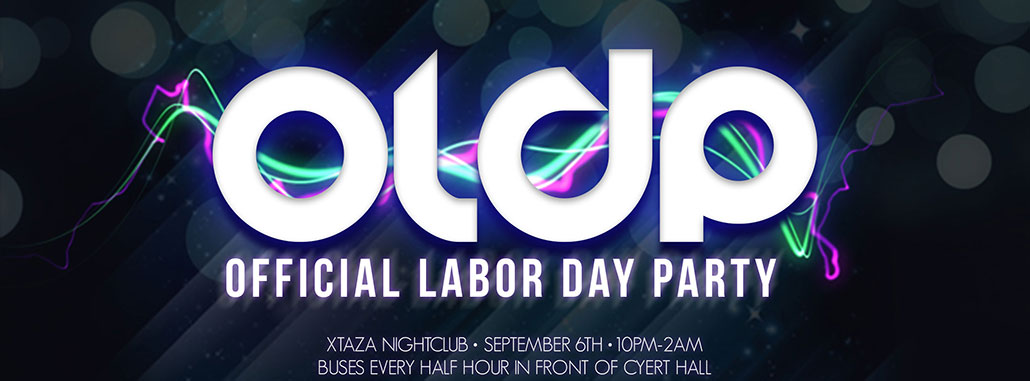 OLDP
OFFICIAL LABOR DAY PARTY
XTAZA NIGHTCLUB • SEPTEMBER 6TH • 10PM-2AM
BUSES EVERY HALF HOUR IN FRONT OF CYERT HALL